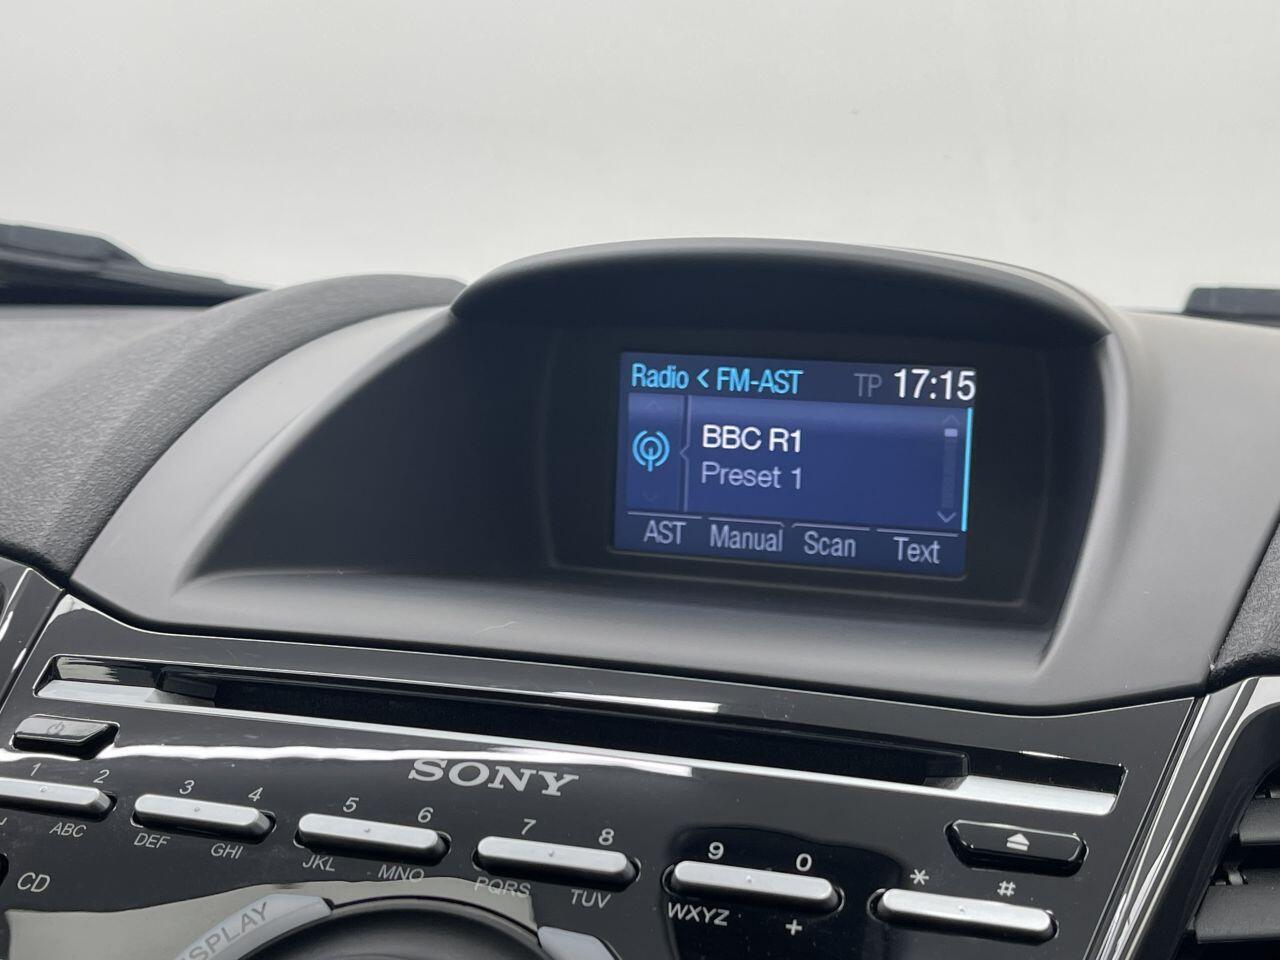 Radio < FM-AST TP 17:15
BBC R1
Preset 1
AST Manual Scan Text
SONY
1 2 3 4 5 6 7 8 9 0 * #
ABC DEF GHI JKL MNO PQRS TUV WXYZ +
CD
DISPLAY